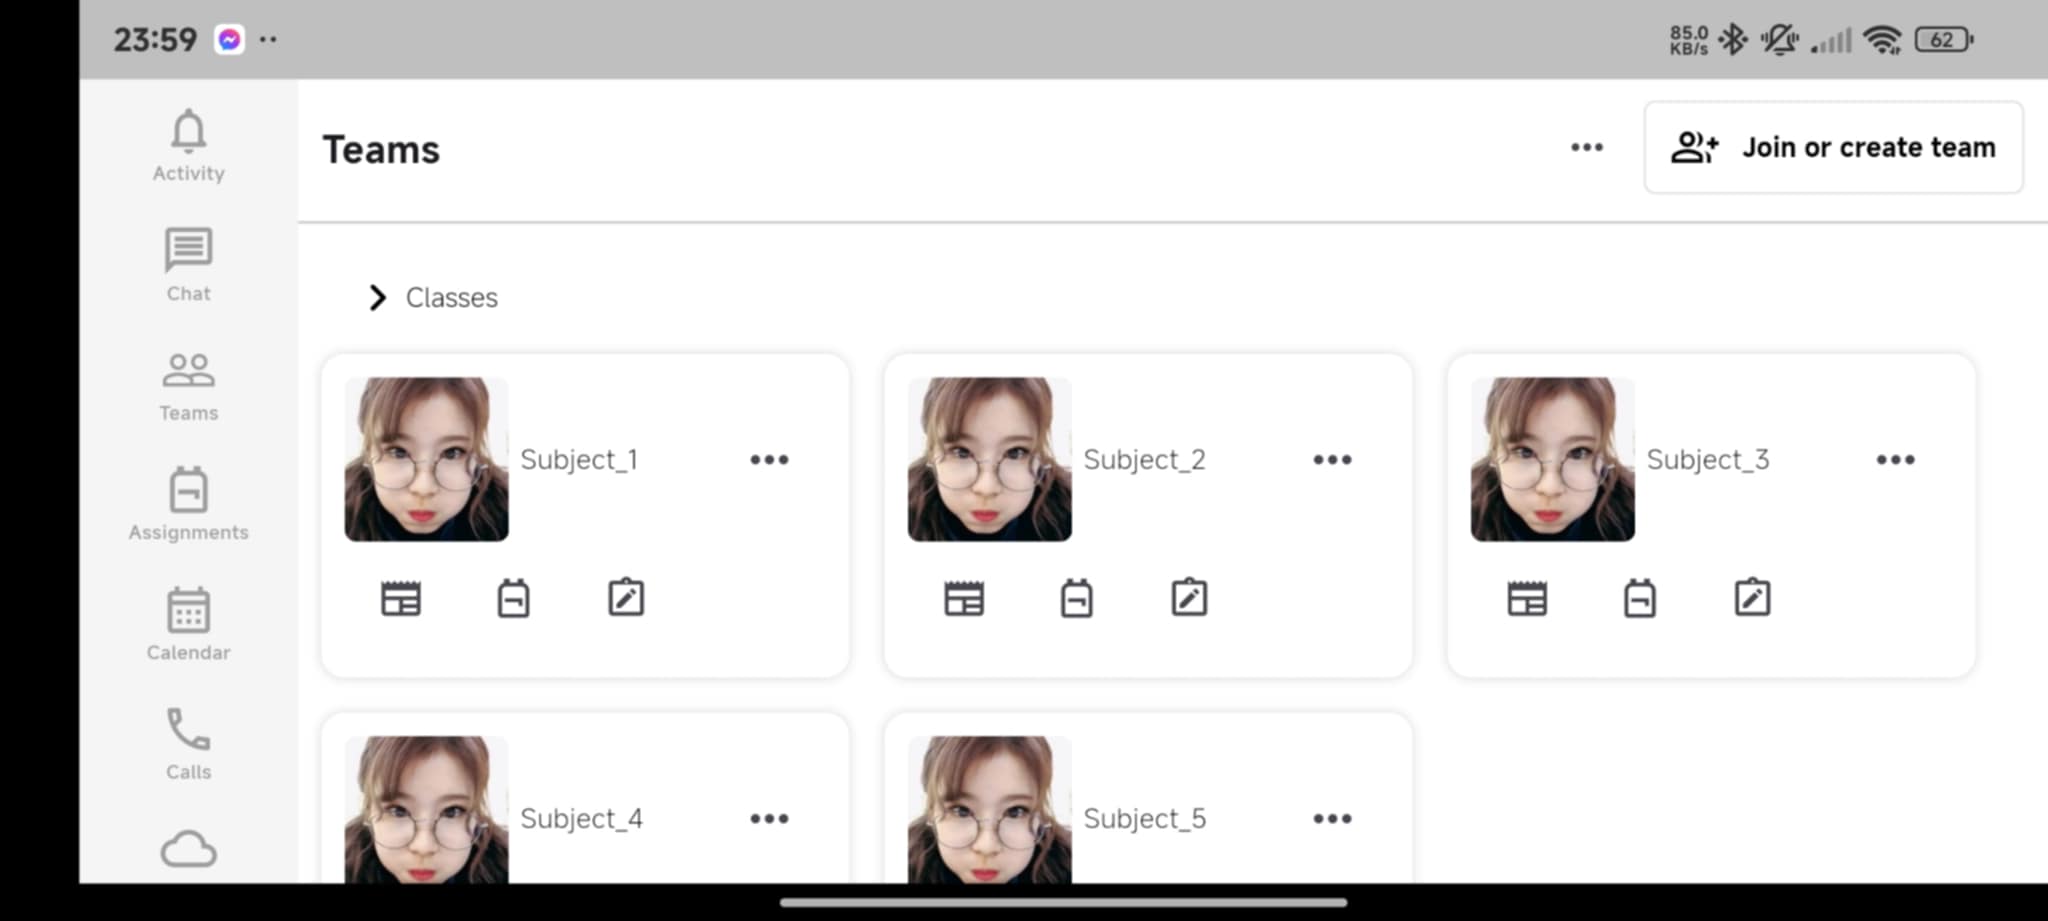 23:59
85.0
KB/s
62
Activity
Chat
Teams
Assignments
Calendar
Calls
Teams
Join or create team
Classes
Subject_1
Subject_2
Subject_3
Subject_4
Subject_5